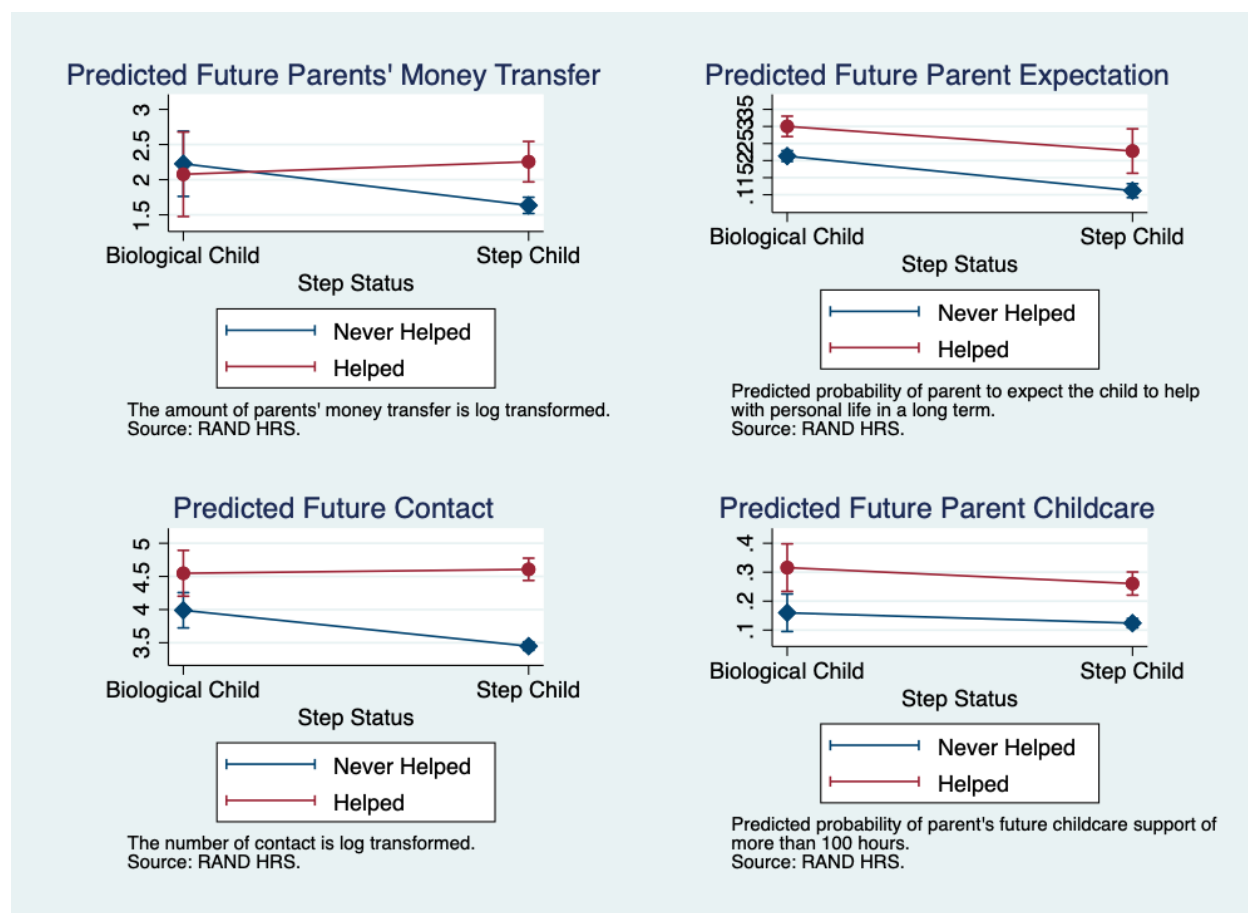 Predicted Future Parents' Money Transfer
3
2.5
2
1.5
Biological Child
Step Child
Step Status
Never Helped
Helped
The amount of parents' money transfer is log transformed.
Source: RAND HRS.
Predicted Future Parent Expectation
.1.15.2.25.3.35
Biological Child
Step Child
Step Status
Never Helped
Helped
Predicted probability of parent to expect the child to help
with personal life in a long term.
Source: RAND HRS.
Predicted Future Contact
5
4.5
4
3.5
Biological Child
Step Child
Step Status
Never Helped
Helped
The number of contact is log transformed.
Source: RAND HRS.
Predicted Future Parent Childcare
.4
.3
.2
.1
Biological Child
Step Child
Step Status
Never Helped
Helped
Predicted probability of parent's future childcare support of
more than 100 hours.
Source: RAND HRS.